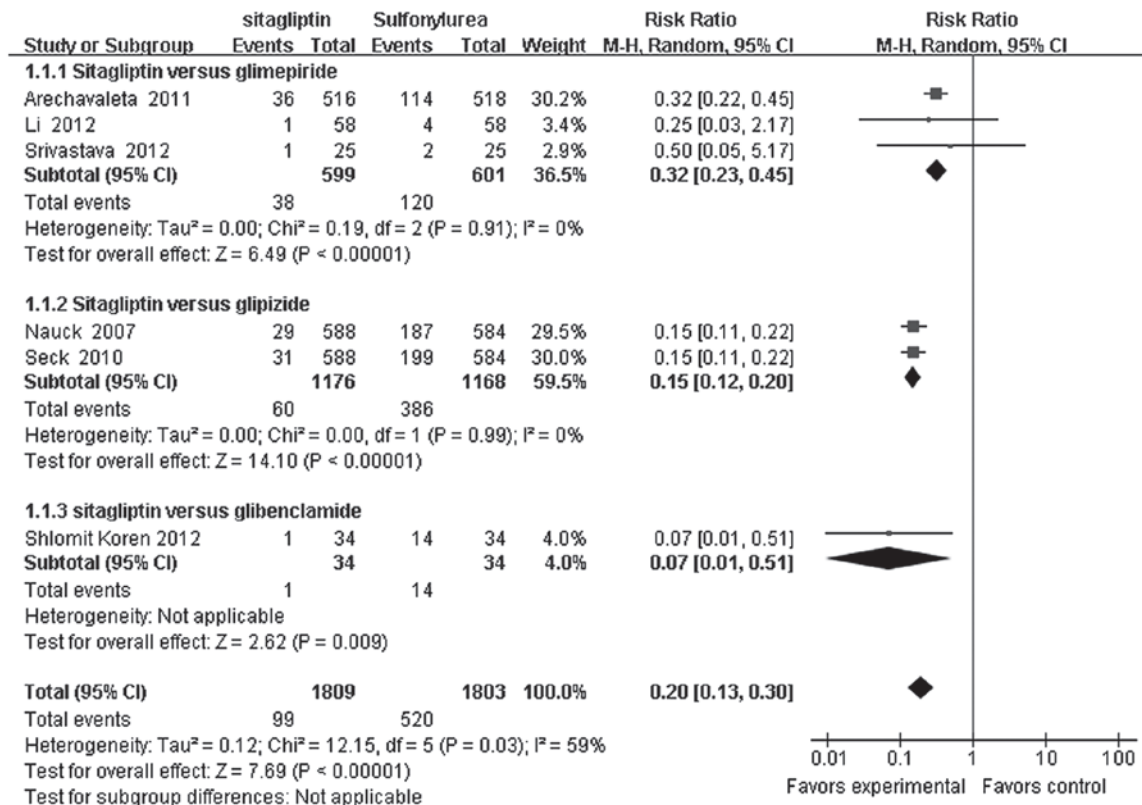 sitagliptin Sulfonylurea Risk Ratio Risk Ratio
Study or Subgroup Events Total Events Total Weight M-H, Random, 95% CI M-H, Random, 95% CI
1.1.1 Sitagliptin versus glimepiride
Arechavaleta 2011 36 516 114 518 30.2% 0.32 [0.22, 0.45]
Li 2012 1 58 4 58 3.4% 0.25 [0.03, 2.17]
Srivastava 2012 1 25 2 25 2.9% 0.50 [0.05, 5.17]
Subtotal (95% CI) 599 601 36.5% 0.32 [0.23, 0.45]
Total events 38 120
Heterogeneity: Tau² = 0.00; Chi² = 0.19, df = 2 (P = 0.91); I² = 0%
Test for overall effect: Z = 6.49 (P < 0.00001)
1.1.2 Sitagliptin versus glipizide
Nauck 2007 29 588 187 584 29.5% 0.15 [0.11, 0.22]
Seck 2010 31 588 199 584 30.0% 0.15 [0.11, 0.22]
Subtotal (95% CI) 1176 1168 59.5% 0.15 [0.12, 0.20]
Total events 60 386
Heterogeneity: Tau² = 0.00; Chi² = 0.00, df = 1 (P = 0.99); I² = 0%
Test for overall effect: Z = 14.10 (P < 0.00001)
1.1.3 sitagliptin versus glibenclamide
Shlomit Koren 2012 1 34 14 34 4.0% 0.07 [0.01, 0.51]
Subtotal (95% CI) 34 34 4.0% 0.07 [0.01, 0.51]
Total events 1 14
Heterogeneity: Not applicable
Test for overall effect: Z = 2.62 (P = 0.009)
Total (95% CI) 1809 1803 100.0% 0.20 [0.13, 0.30]
Total events 99 520
Heterogeneity: Tau² = 0.12; Chi² = 12.15, df = 5 (P = 0.03); I² = 59%
Test for overall effect: Z = 7.69 (P < 0.00001)
Test for subgroup differences: Not applicable
0.01 0.1 1 10 100
Favors experimental Favors control